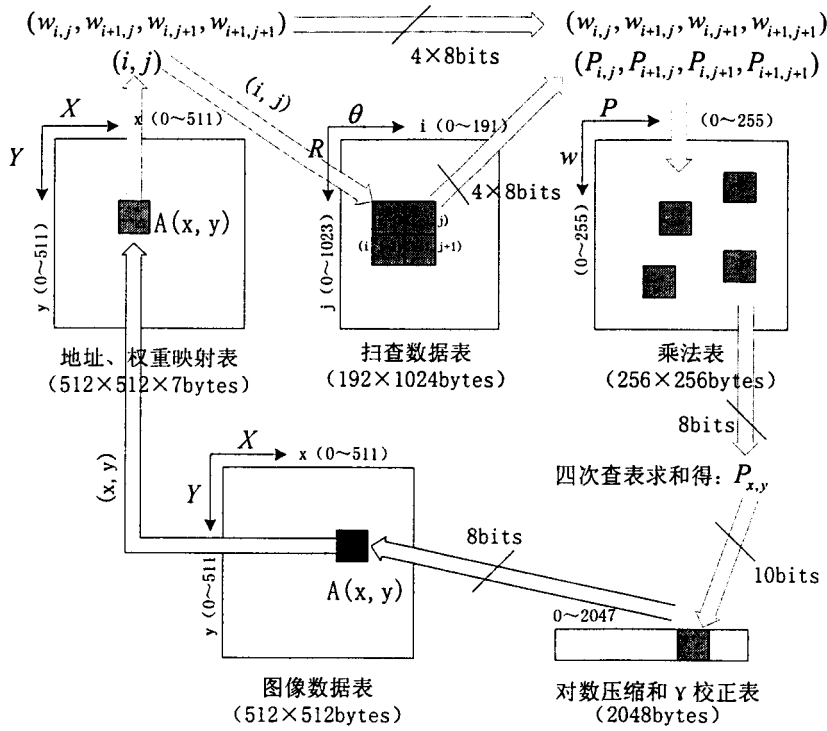 (w_{i,j}, w_{i+1,j}, w_{i,j+1}, w_{i+1,j+1})
4×8bits
(w_{i,j}, w_{i+1,j}, w_{i,j+1}, w_{i+1,j+1})
(i, j)
(P_{i,j}, P_{i+1,j}, P_{i,j+1}, P_{i+1,j+1})
(i, j)
X
x (0～511)
Y
A(x, y)
y (0～511)
地址、权重映射表
(512×512×7bytes)
θ
i (0～191)
R
j (0～1023)
j)
(i
j+1)
4×8bits
扫查数据表
(192×1024bytes)
P
(0～255)
w
(0～255)
乘法表
(256×256bytes)
8bits
四次查表求和得: P_{x,y}
10bits
(x, y)
X
x (0～511)
Y
y (0～511
A(x, y)
8bits
图像数据表
(512×512bytes)
0～2047
对数压缩和 γ 校正表
(2048bytes)